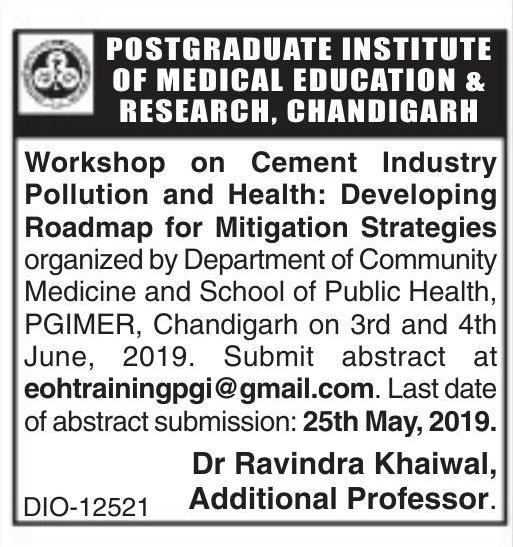 POSTGRADUATE INSTITUTE
OF MEDICAL EDUCATION &
RESEARCH, CHANDIGARH
Workshop on Cement Industry
Pollution and Health: Developing
Roadmap for Mitigation Strategies
organized by Department of Community
Medicine and School of Public Health,
PGIMER, Chandigarh on 3rd and 4th
June, 2019. Submit abstract at
eohtrainingpgi@gmail.com. Last date
of abstract submission: 25th May, 2019.
Dr Ravindra Khaiwal,
DIO-12521 Additional Professor.